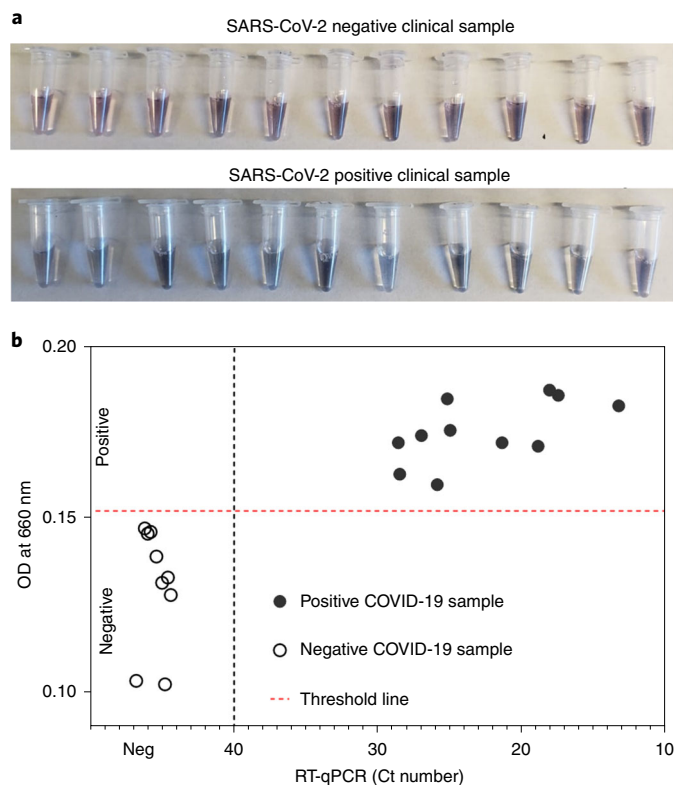 a
SARS-CoV-2 negative clinical sample
SARS-CoV-2 positive clinical sample
b
0.20
0.15
0.10
OD at 660 nm
Positive
Negative
Positive COVID-19 sample
Negative COVID-19 sample
Threshold line
Neg 40 30 20 10
RT-qPCR (Ct number)